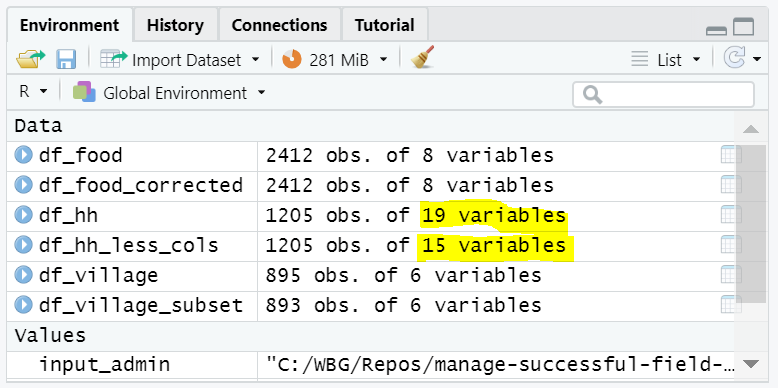 Environment History Connections Tutorial
Import Dataset 281 MiB List
R Global Environment
Data
df_food 2412 obs. of 8 variables
df_food_corrected 2412 obs. of 8 variables
df_hh 1205 obs. of 19 variables
df_hh_less_cols 1205 obs. of 15 variables
df_village 895 obs. of 6 variables
df_village_subset 893 obs. of 6 variables
Values
input_admin "C:/WBG/Repos/manage-successful-field-…